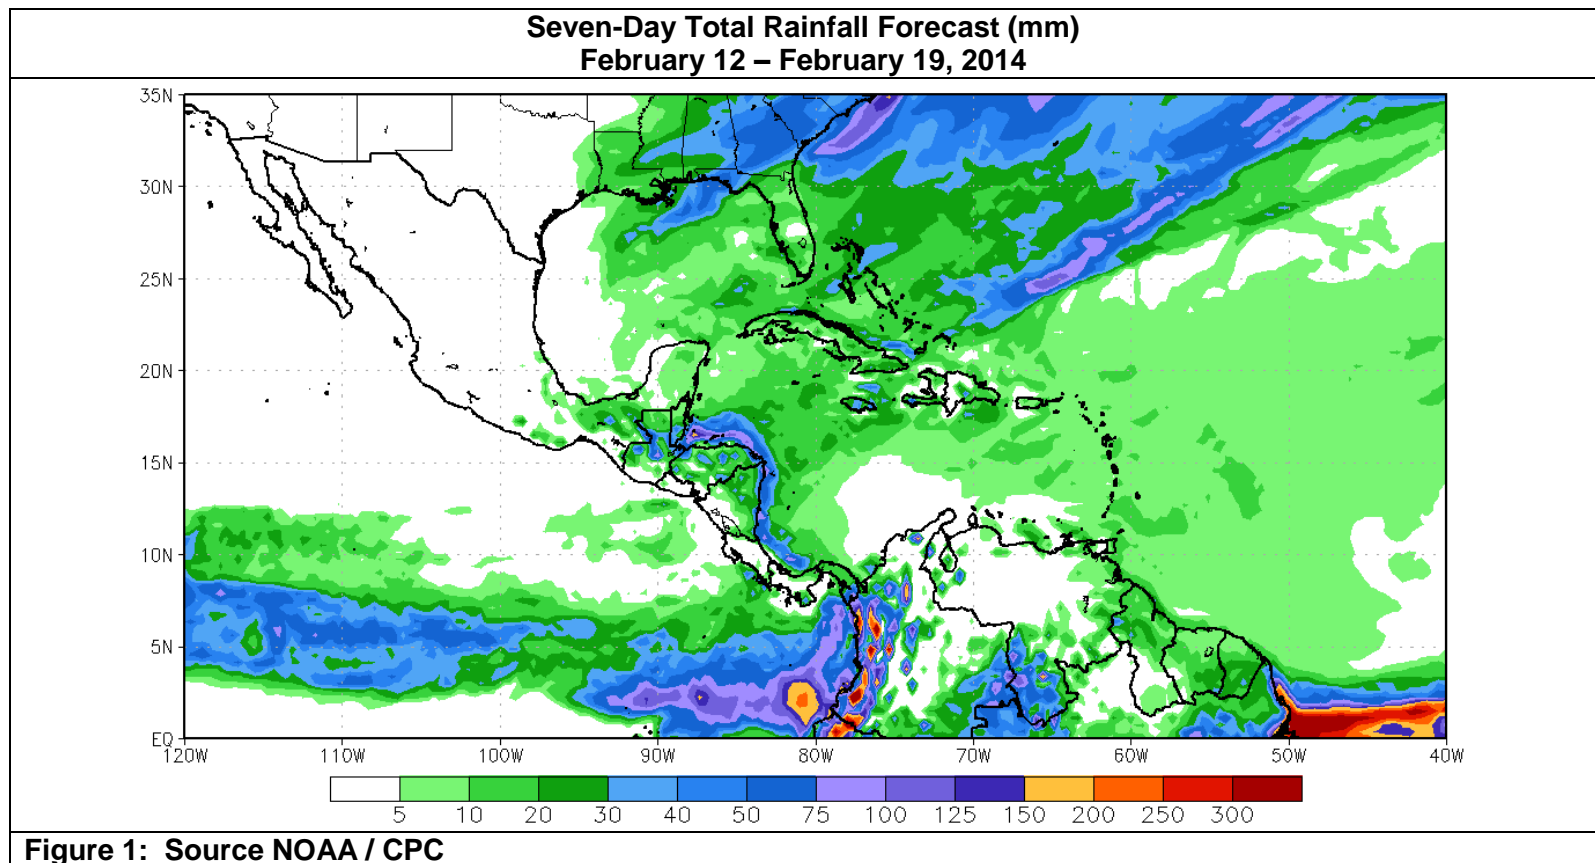 Seven-Day Total Rainfall Forecast (mm)
February 12 – February 19, 2014
35N
30N
25N
20N
15N
10N
5N
EQ
120W 110W 100W 90W 80W 70W 60W 50W 40W
5 10 20 30 40 50 75 100 125 150 200 250 300
Figure 1: Source NOAA / CPC